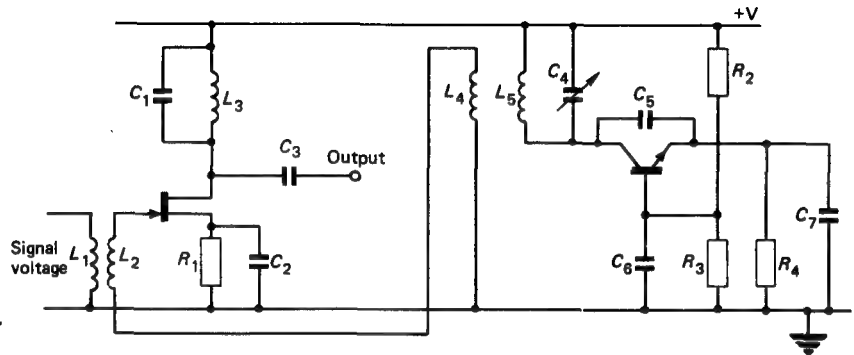 +V
C1
L3
L4
L5
C4
C5
R2
C3
Output
Signal
voltage
L1
L2
R1
C2
C6
R3
R4
C7